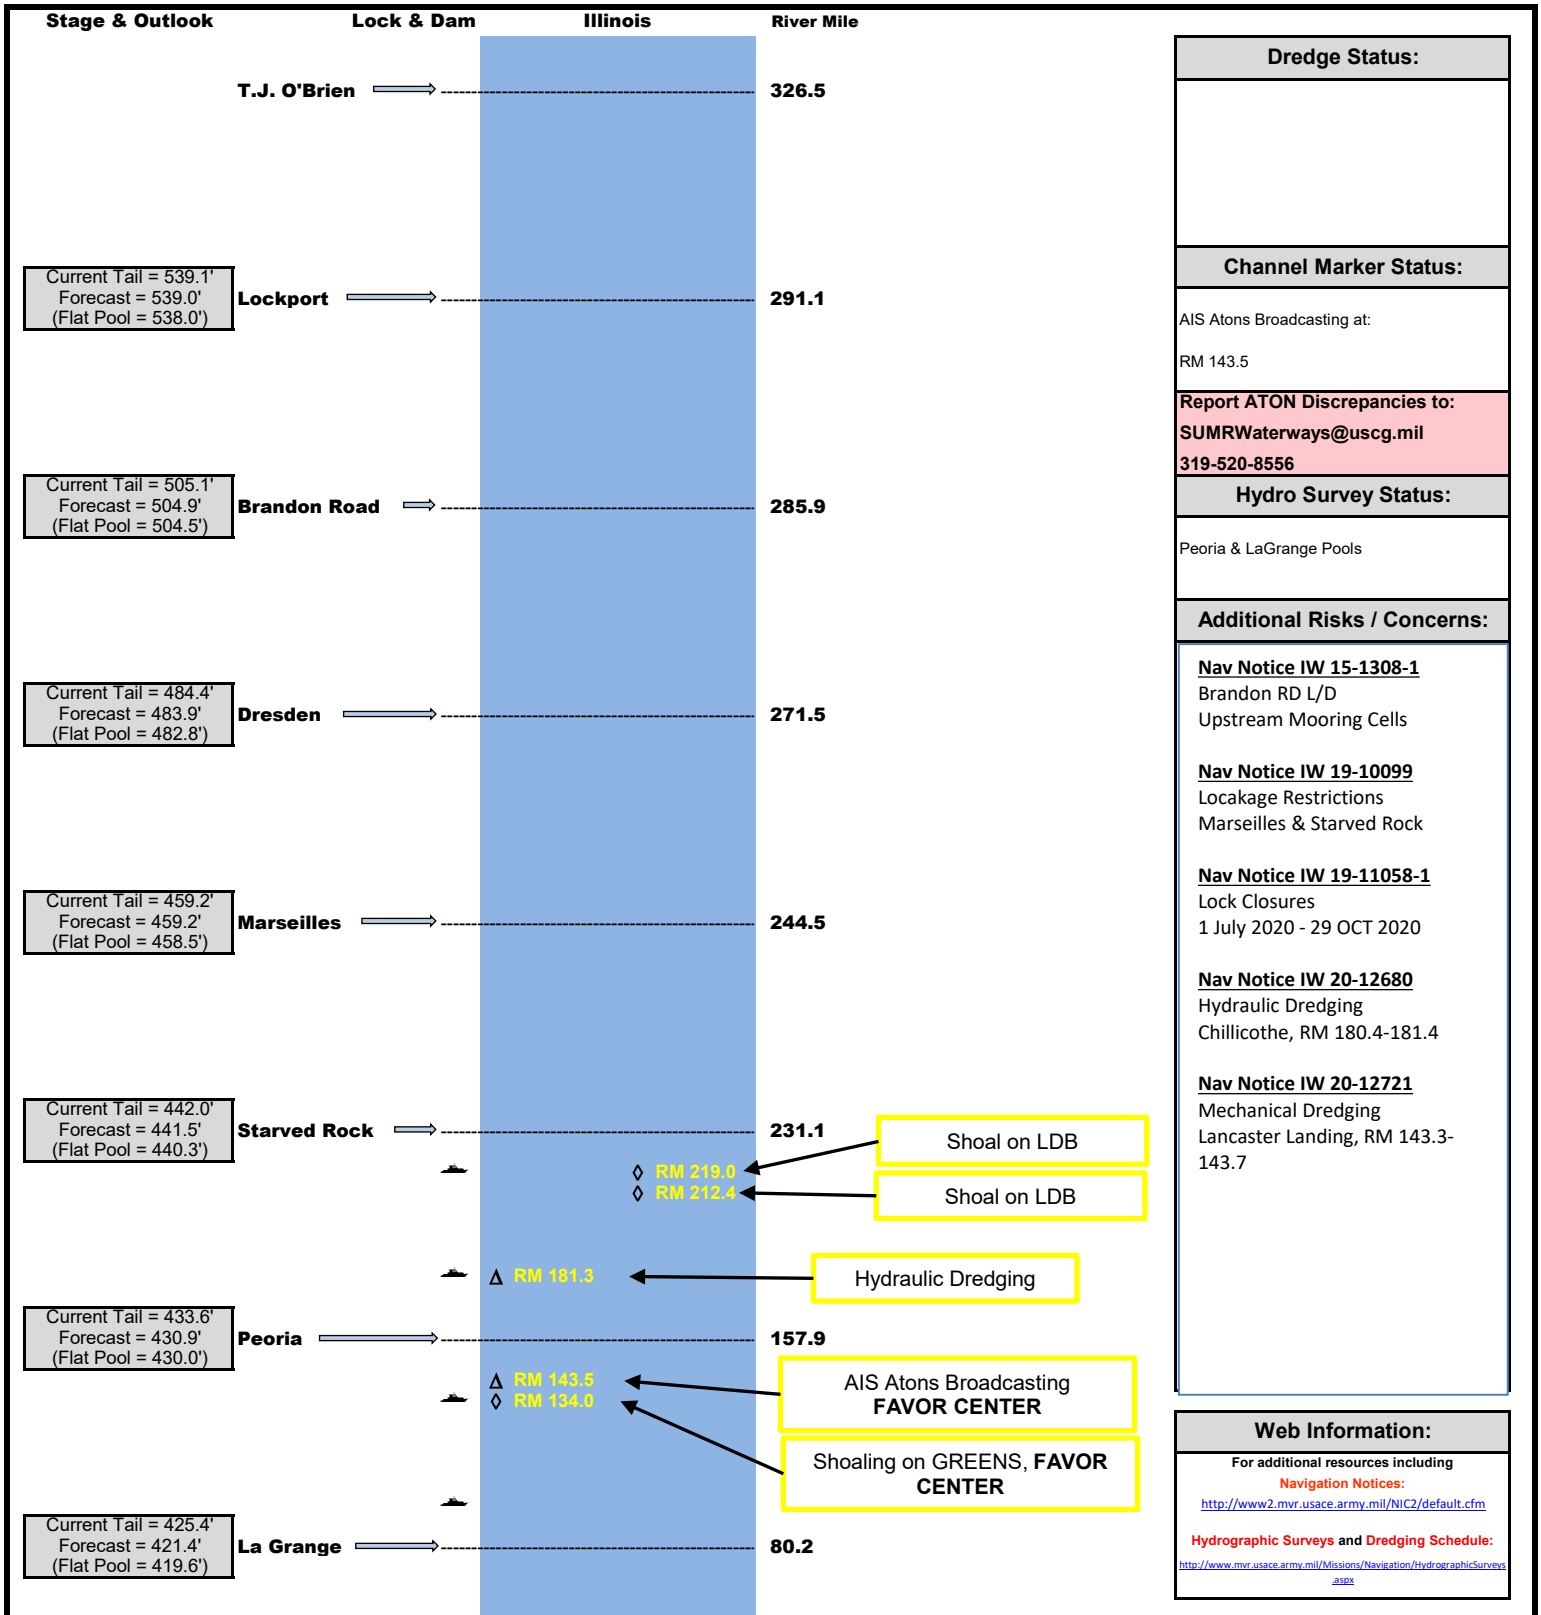 Stage & Outlook Lock & Dam Illinois River Mile
T.J. O'Brien 326.5
Current Tail = 539.1'
Forecast = 539.0'
(Flat Pool = 538.0')
Lockport 291.1
Current Tail = 505.1'
Forecast = 504.9'
(Flat Pool = 504.5')
Brandon Road 285.9
Current Tail = 484.4'
Forecast = 483.9'
(Flat Pool = 482.8')
Dresden 271.5
Current Tail = 459.2'
Forecast = 459.2'
(Flat Pool = 458.5')
Marseilles 244.5
Current Tail = 442.0'
Forecast = 441.5'
(Flat Pool = 440.3')
Starved Rock 231.1
RM 219.0
Shoal on LDB
RM 212.4
Shoal on LDB
RM 181.3
Hydraulic Dredging
Current Tail = 433.6'
Forecast = 430.9'
(Flat Pool = 430.0')
Peoria 157.9
RM 143.5
AIS Atons Broadcasting
FAVOR CENTER
RM 134.0
Shoaling on GREENS, FAVOR
CENTER
Current Tail = 425.4'
Forecast = 421.4'
(Flat Pool = 419.6')
La Grange 80.2
Dredge Status:
Channel Marker Status:
AIS Atons Broadcasting at:
RM 143.5
Report ATON Discrepancies to:
SUMRWaterways@uscg.mil
319-520-8556
Hydro Survey Status:
Peoria & LaGrange Pools
Additional Risks / Concerns:
Nav Notice IW 15-1308-1
Brandon RD L/D
Upstream Mooring Cells
Nav Notice IW 19-10099
Locakage Restrictions
Marseilles & Starved Rock
Nav Notice IW 19-11058-1
Lock Closures
1 July 2020 - 29 OCT 2020
Nav Notice IW 20-12680
Hydraulic Dredging
Chillicothe, RM 180.4-181.4
Nav Notice IW 20-12721
Mechanical Dredging
Lancaster Landing, RM 143.3-
143.7
Web Information:
For additional resources including
Navigation Notices:
http://www2.mvr.usace.army.mil/NIC2/default.cfm
Hydrographic Surveys and Dredging Schedule:
http://www.mvr.usace.army.mil/Missions/Navigation/HydrographicSurveys
.aspx